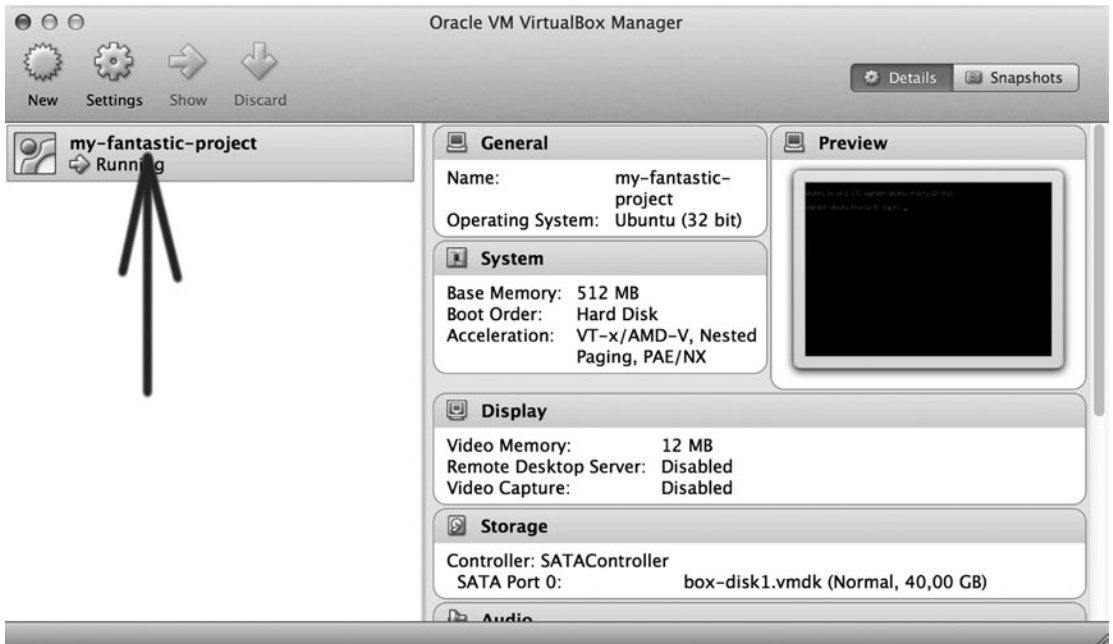 Oracle VM VirtualBox Manager
New Settings Show Discard
Details Snapshots
my-fantastic-project
Running
General
Name: my-fantastic-
project
Operating System: Ubuntu (32 bit)
System
Base Memory: 512 MB
Boot Order: Hard Disk
Acceleration: VT-x/AMD-V, Nested
Paging, PAE/NX
Preview
Display
Video Memory: 12 MB
Remote Desktop Server: Disabled
Video Capture: Disabled
Storage
Controller: SATAController
SATA Port 0: box-disk1.vmdk (Normal, 40,00 GB)
Audio